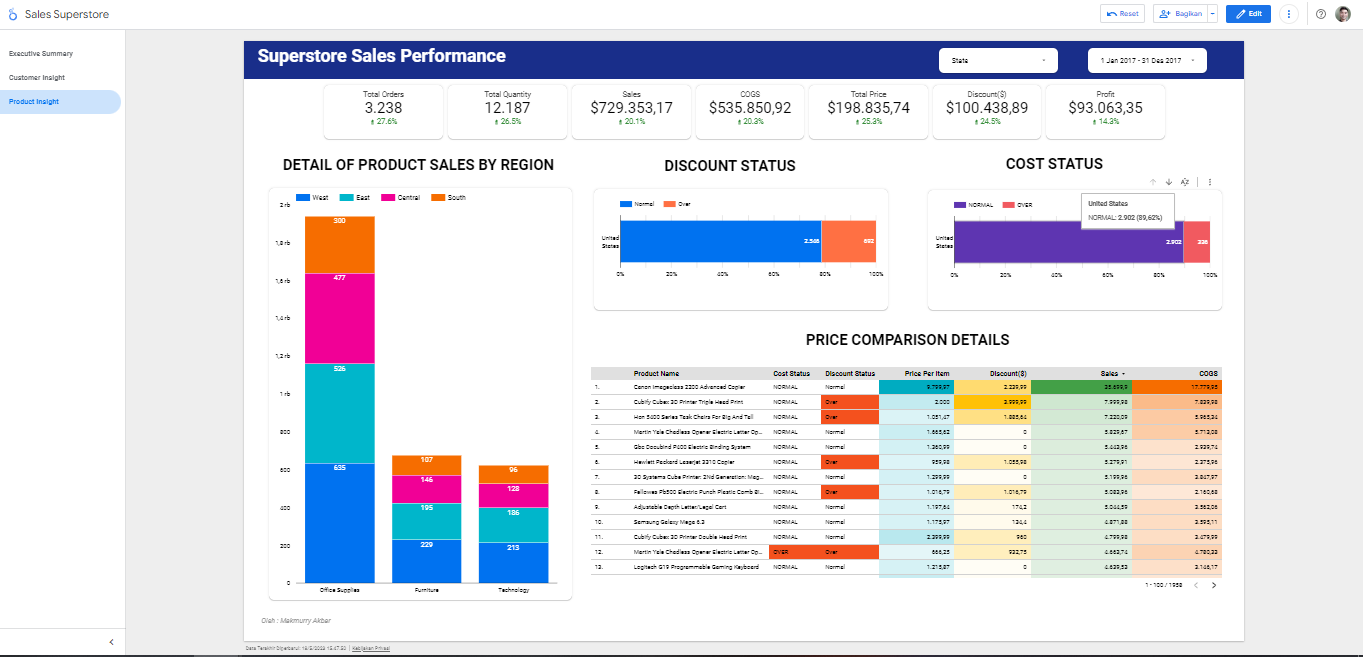 Sales Superstore
Reset
Bagikan
Edit
Executive Summary
Customer Insight
Product Insight
Superstore Sales Performance
State
1 Jan 2017 - 31 Des 2017
Total Orders
3.238
27.6%
Total Quantity
12.187
26.5%
Sales
$729.353,17
20.1%
COGS
$535.850,92
20.3%
Total Price
$198.835,74
25.3%
Discount($)
$100.438,89
24.5%
Profit
$93.063,35
14.3%
DETAIL OF PRODUCT SALES BY REGION
West East Central South
2 rb
1,8 rb
1,6 rb
1,4 rb
1,2 rb
1 rb
800
600
400
200
0
300
477
526
635
107
146
195
229
96
128
186
213
Office Supplies Furniture Technology
DISCOUNT STATUS
Normal Over
United States
2.546 692
0% 20% 40% 60% 80% 100%
COST STATUS
NORMAL OVER
United States
NORMAL: 2.902 (89,62%)
United States
2.902 336
0% 20% 40% 60% 80% 100%
PRICE COMPARISON DETAILS
Product Name Cost Status Discount Status Price Per Item Discount($) Sales COGS
1. Canon Imageclass 2200 Advanced Copier NORMAL Normal 9.799,97 2.239,99 35.699,9 17.779,95
2. Cubify Cubex 3D Printer Triple Head Print NORMAL Over 2.000 3.999,99 7.999,98 7.839,98
3. Hon 5400 Series Task Chairs For Big And Tall NORMAL Over 1.051,47 1.885,64 7.220,09 5.965,34
4. Martin Yale Chadless Opener Electric Letter Op... NORMAL Normal 1.665,62 0 5.829,67 5.713,08
5. Gbc Docubind P400 Electric Binding System NORMAL Normal 1.360,99 0 5.443,96 2.939,74
6. Hewlett Packard Laserjet 3310 Copier NORMAL Over 959,98 1.055,98 5.279,91 2.375,96
7. 3D Systems Cube Printer, 2Nd Generation, Mag... NORMAL Normal 1.299,99 0 5.199,96 3.847,97
8. Fellowes Pb500 Electric Punch Plastic Comb Bi... NORMAL Over 1.016,79 1.016,79 5.083,96 2.160,68
9. Adjustable Depth Letter/Legal Cart NORMAL Normal 1.197,64 174,2 5.044,59 3.563,06
10. Samsung Galaxy Mega 6.3 NORMAL Normal 1.175,97 134,4 4.871,88 3.595,11
11. Cubify Cubex 3D Printer Double Head Print NORMAL Normal 2.399,99 960 4.799,98 3.479,99
12. Martin Yale Chadless Opener Electric Letter Op... OVER Over 666,25 932,75 4.663,74 4.780,33
13. Logitech G19 Programmable Gaming Keyboard NORMAL Normal 1.215,87 0 4.639,53 3.146,17
1 - 100 / 1958
Oleh : Makmurry Akbar
Data Terakhir Diperbarui: 19/5/2023 15.47.30 Kebijakan Privasi